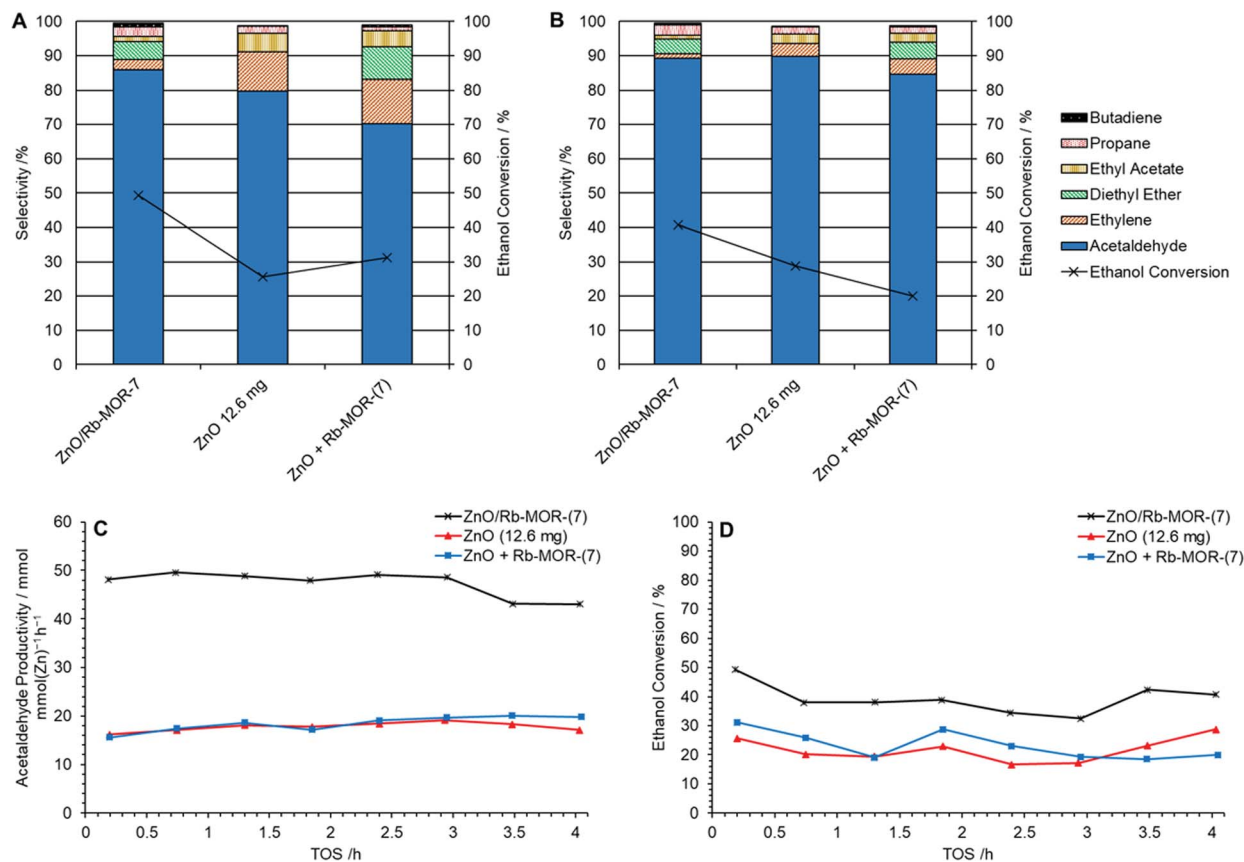 A
Selectivity /%
100
90
80
70
60
50
40
30
20
10
0
100
90
80
70
60
50
40
30
20
10
0
Ethanol Conversion / %
ZnO/Rb-MOR-7
ZnO 12.6 mg
ZnO + Rb-MOR-(7)
B
Selectivity /%
100
90
80
70
60
50
40
30
20
10
0
100
90
80
70
60
50
40
30
20
10
0
Ethanol Conversion / %
ZnO/Rb-MOR-7
ZnO 12.6 mg
ZnO + Rb-MOR-(7)
Butadiene
Propane
Ethyl Acetate
Diethyl Ether
Ethylene
Acetaldehyde
Ethanol Conversion
C
ZnO/Rb-MOR-(7)
ZnO (12.6 mg)
ZnO + Rb-MOR-(7)
Acetaldehyde Productivity / mmol
mmol(Zn)⁻¹h⁻¹
60
50
40
30
20
10
0
0 0.5 1 1.5 2 2.5 3 3.5 4
TOS /h
D
ZnO/Rb-MOR-(7)
ZnO (12.6 mg)
ZnO + Rb-MOR-(7)
Ethanol Conversion / %
100
90
80
70
60
50
40
30
20
10
0
0 0.5 1 1.5 2 2.5 3 3.5 4
TOS /h